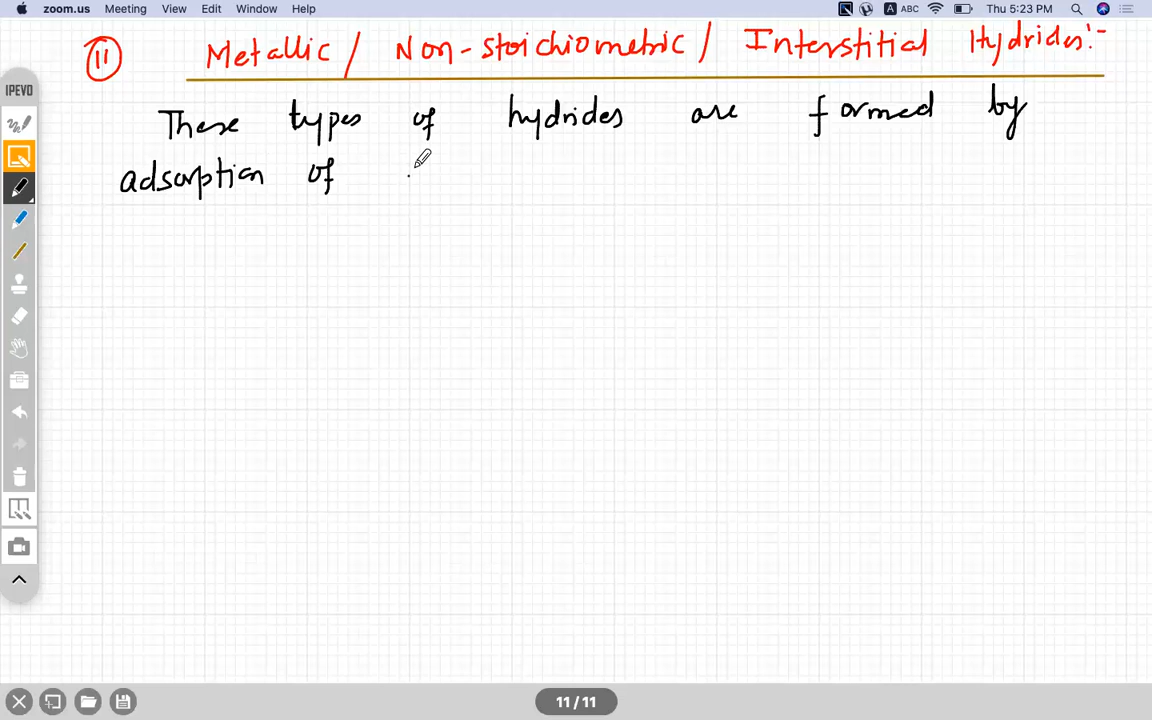 zoom.us Meeting View Edit Window Help ABC Thu 5:23 PM
11 Metallic / Non-stoichiometric / Interstitial Hydrides:-
IPEVO
These types of hydrides are formed by
adsorption of
11 / 11